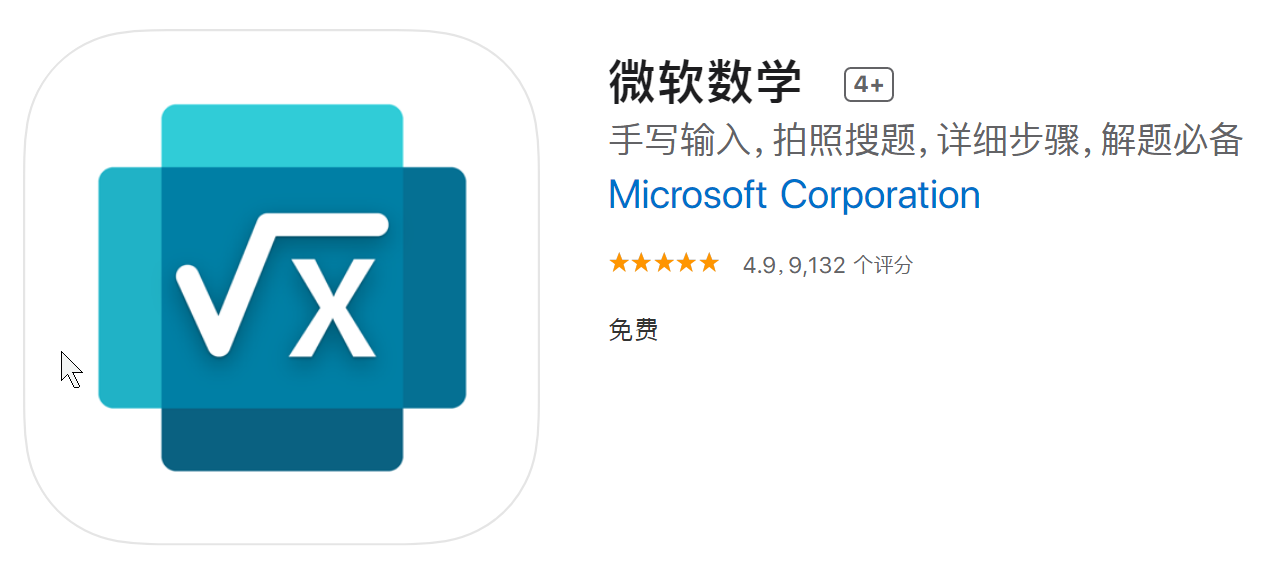 √x
微软数学 4+
手写输入, 拍照搜题, 详细步骤, 解题必备
Microsoft Corporation
★★★★★ 4.9, 9,132 个评分
免费